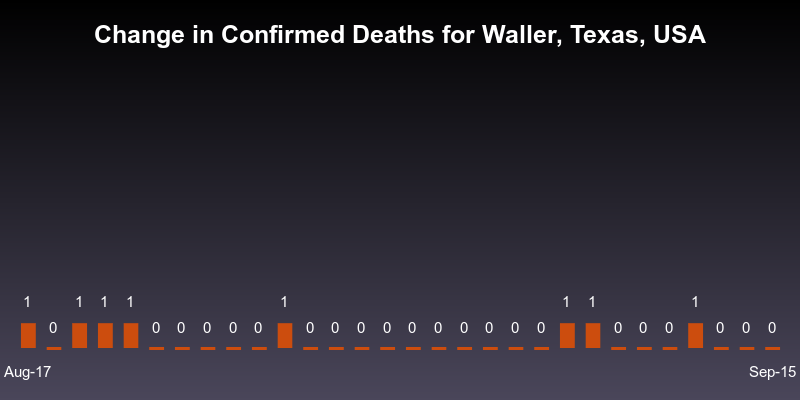 Change in Confirmed Deaths for Waller, Texas, USA
1 0 1 1 1 0 0 0 0 0 1 0 0 0 0 0 0 0 0 0 0 1 1 0 0 0 1 0 0 0
Aug-17 Sep-15